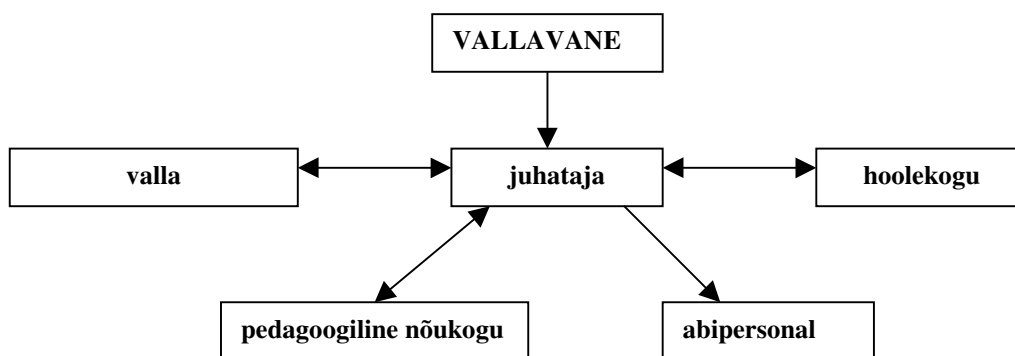 VALLAVANE
valla
juhataja
hoolekogu
pedagoogiline nõukogu
abipersonal